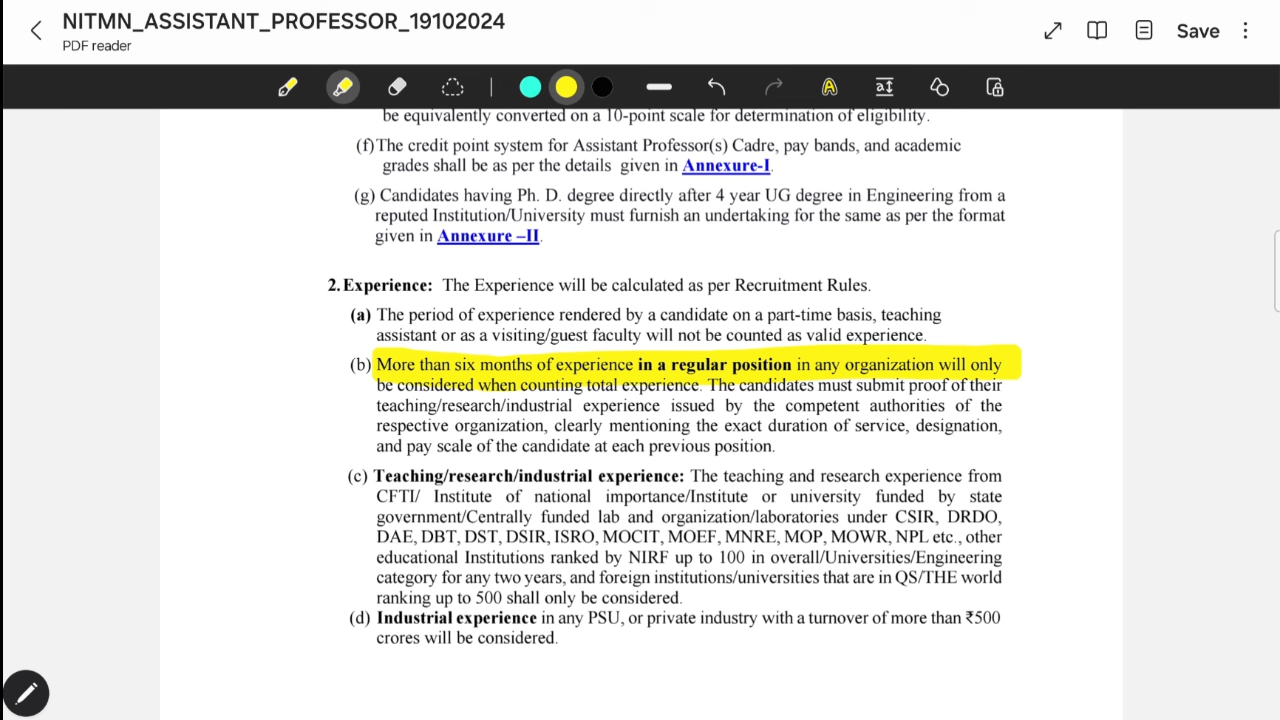 NITMN_ASSISTANT_PROFESSOR_19102024
PDF reader
Save
be equivalently converted on a 10-point scale for determination of eligibility.
(f)The credit point system for Assistant Professor(s) Cadre, pay bands, and academic
grades shall be as per the details given in Annexure-I.
(g) Candidates having Ph. D. degree directly after 4 year UG degree in Engineering from a
reputed Institution/University must furnish an undertaking for the same as per the format
given in Annexure –II.
2. Experience: The Experience will be calculated as per Recruitment Rules.
(a) The period of experience rendered by a candidate on a part-time basis, teaching
assistant or as a visiting/guest faculty will not be counted as valid experience.
(b) More than six months of experience in a regular position in any organization will only
be considered when counting total experience. The candidates must submit proof of their
teaching/research/industrial experience issued by the competent authorities of the
respective organization, clearly mentioning the exact duration of service, designation,
and pay scale of the candidate at each previous position.
(c) Teaching/research/industrial experience: The teaching and research experience from
CFTI/ Institute of national importance/Institute or university funded by state
government/Centrally funded lab and organization/laboratories under CSIR, DRDO,
DAE, DBT, DST, DSIR, ISRO, MOCIT, MOEF, MNRE, MOP, MOWR, NPL etc., other
educational Institutions ranked by NIRF up to 100 in overall/Universities/Engineering
category for any two years, and foreign institutions/universities that are in QS/THE world
ranking up to 500 shall only be considered.
(d) Industrial experience in any PSU, or private industry with a turnover of more than ₹500
crores will be considered.